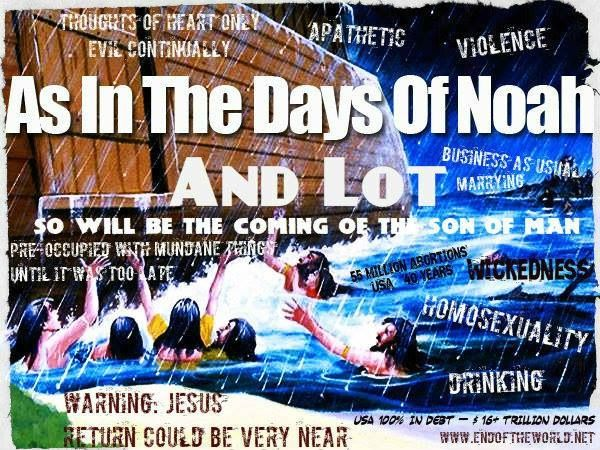 THOUGHTS OF HEART ONLY
EVIL CONTINUALLY
APATHETIC
VIOLENCE
As In The Days Of Noah
BUSINESS AS USUAL
MARRYING
AND LOT
SO WILL BE THE COMING OF THE SON OF MAN
PRE-OCCUPIED WITH MUNDANE THINGS
UNTIL IT WAS TOO LATE
55 MILLION ABORTIONS
USA 40 YEARS
WICKEDNESS
HOMOSEXUALITY
DRINKING
WARNING: JESUS
RETURN COULD BE VERY NEAR
USA 100% IN DEBT - $ 16+ TRILLION DOLLARS
WWW.ENDOFTHEWORLD.NET